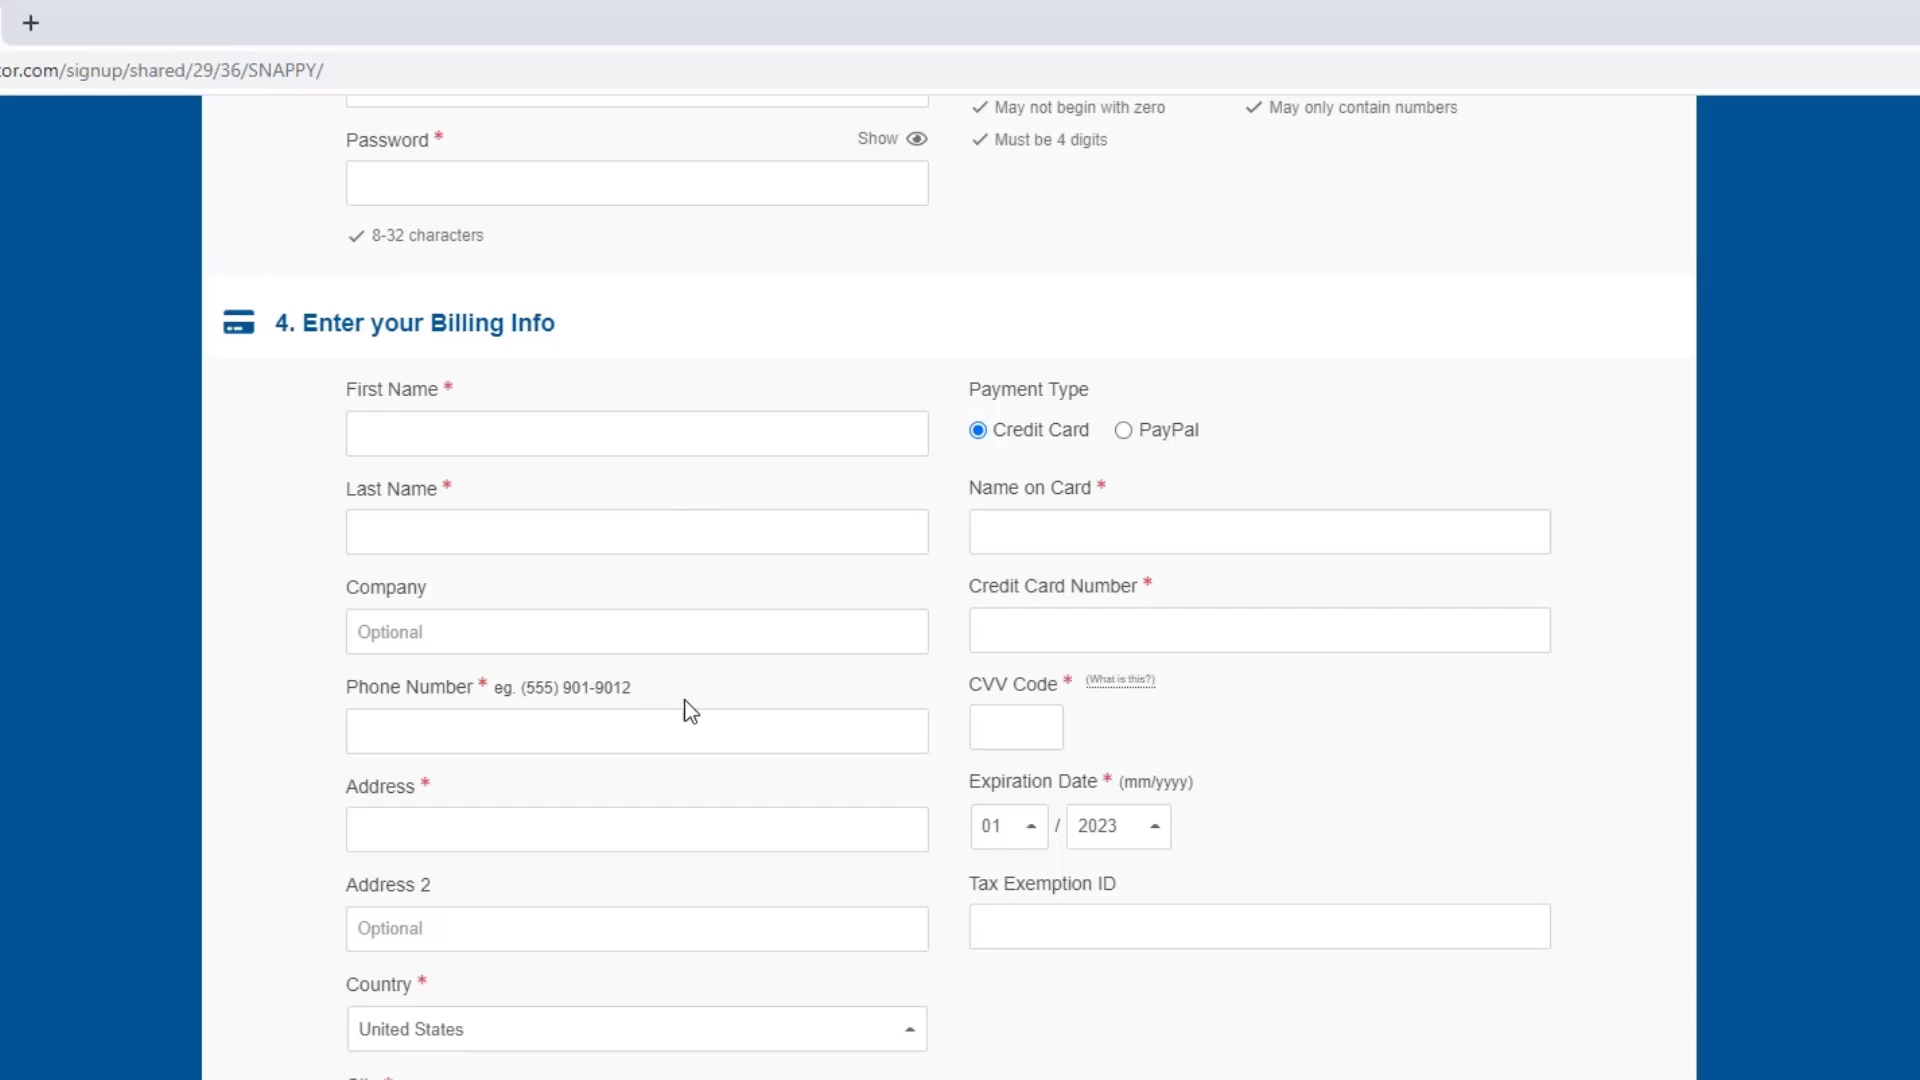 +
or.com/signup/shared/29/36/SNAPPY/
May not begin with zero
May only contain numbers
Password *
Show
Must be 4 digits
8-32 characters
4. Enter your Billing Info
First Name *
Payment Type
Credit Card
PayPal
Last Name *
Name on Card *
Company
Optional
Credit Card Number *
Phone Number * eg. (555) 901-9012
CVV Code * (What is this?)
Address *
Expiration Date * (mm/yyyy)
01 / 2023
Address 2
Optional
Tax Exemption ID
Country *
United States